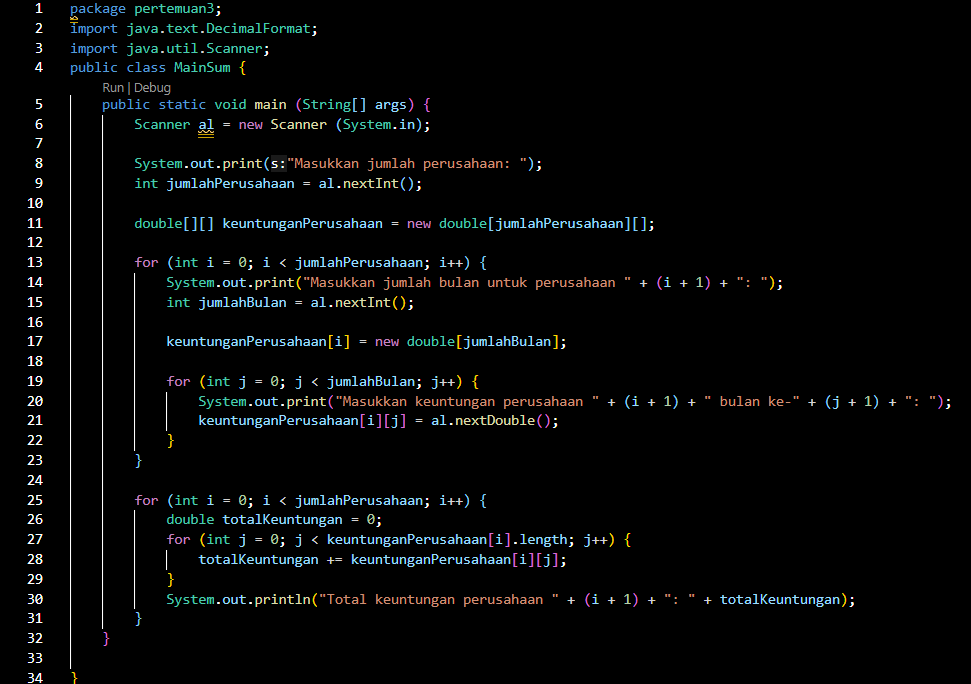 1 package pertemuan3;
2 import java.text.DecimalFormat;
3 import java.util.Scanner;
4 public class MainSum {
Run | Debug
5 public static void main (String[] args) {
6 Scanner al = new Scanner (System.in);
7
8 System.out.print(s:"Masukkan jumlah perusahaan: ");
9 int jumlahPerusahaan = al.nextInt();
10
11 double[][] keuntunganPerusahaan = new double[jumlahPerusahaan][];
12
13 for (int i = 0; i < jumlahPerusahaan; i++) {
14 System.out.print("Masukkan jumlah bulan untuk perusahaan " + (i + 1) + ": ");
15 int jumlahBulan = al.nextInt();
16
17 keuntunganPerusahaan[i] = new double[jumlahBulan];
18
19 for (int j = 0; j < jumlahBulan; j++) {
20 System.out.print("Masukkan keuntungan perusahaan " + (i + 1) + " bulan ke-" + (j + 1) + ": ");
21 keuntunganPerusahaan[i][j] = al.nextDouble();
22 }
23 }
24
25 for (int i = 0; i < jumlahPerusahaan; i++) {
26 double totalKeuntungan = 0;
27 for (int j = 0; j < keuntunganPerusahaan[i].length; j++) {
28 totalKeuntungan += keuntunganPerusahaan[i][j];
29 }
30 System.out.println("Total keuntungan perusahaan " + (i + 1) + ": " + totalKeuntungan);
31 }
32 }
33
34 }